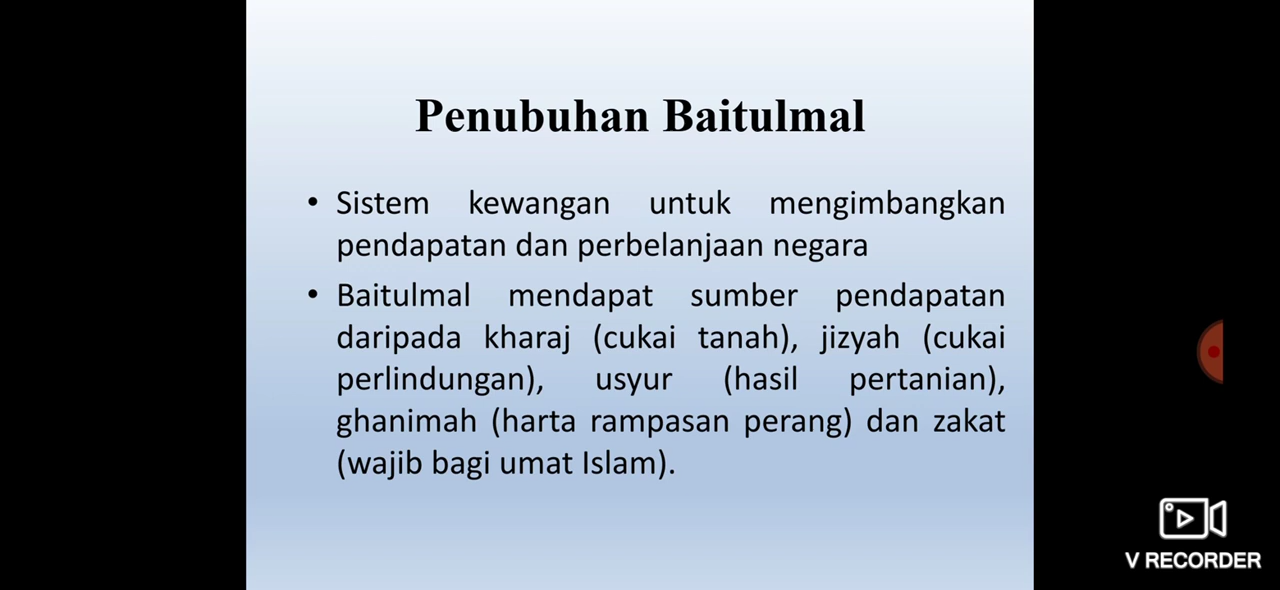 Penubuhan Baitulmal
• Sistem kewangan untuk mengimbangkan
pendapatan dan perbelanjaan negara
• Baitulmal mendapat sumber pendapatan
daripada kharaj (cukai tanah), jizyah (cukai
perlindungan), usyur (hasil pertanian),
ghanimah (harta rampasan perang) dan zakat
(wajib bagi umat Islam).
V RECORDER